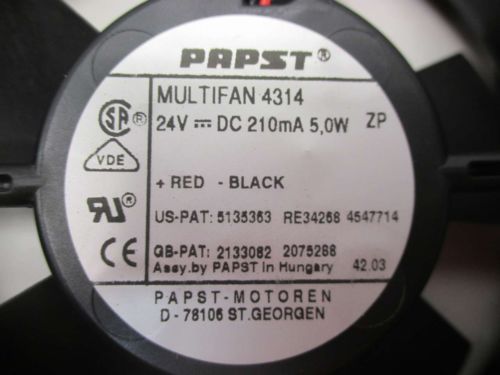 PAPST®
MULTIFAN 4314
24V ⎓ DC 210mA 5,0W ZP
SA ®
VDE
+ RED - BLACK
US-PAT: 5135363 RE34268 4547714
GB-PAT: 2133082 2075288
Assy.by PAPST in Hungary 42.03
CE
PAPST-MOTOREN
D - 78106 ST.GEORGEN